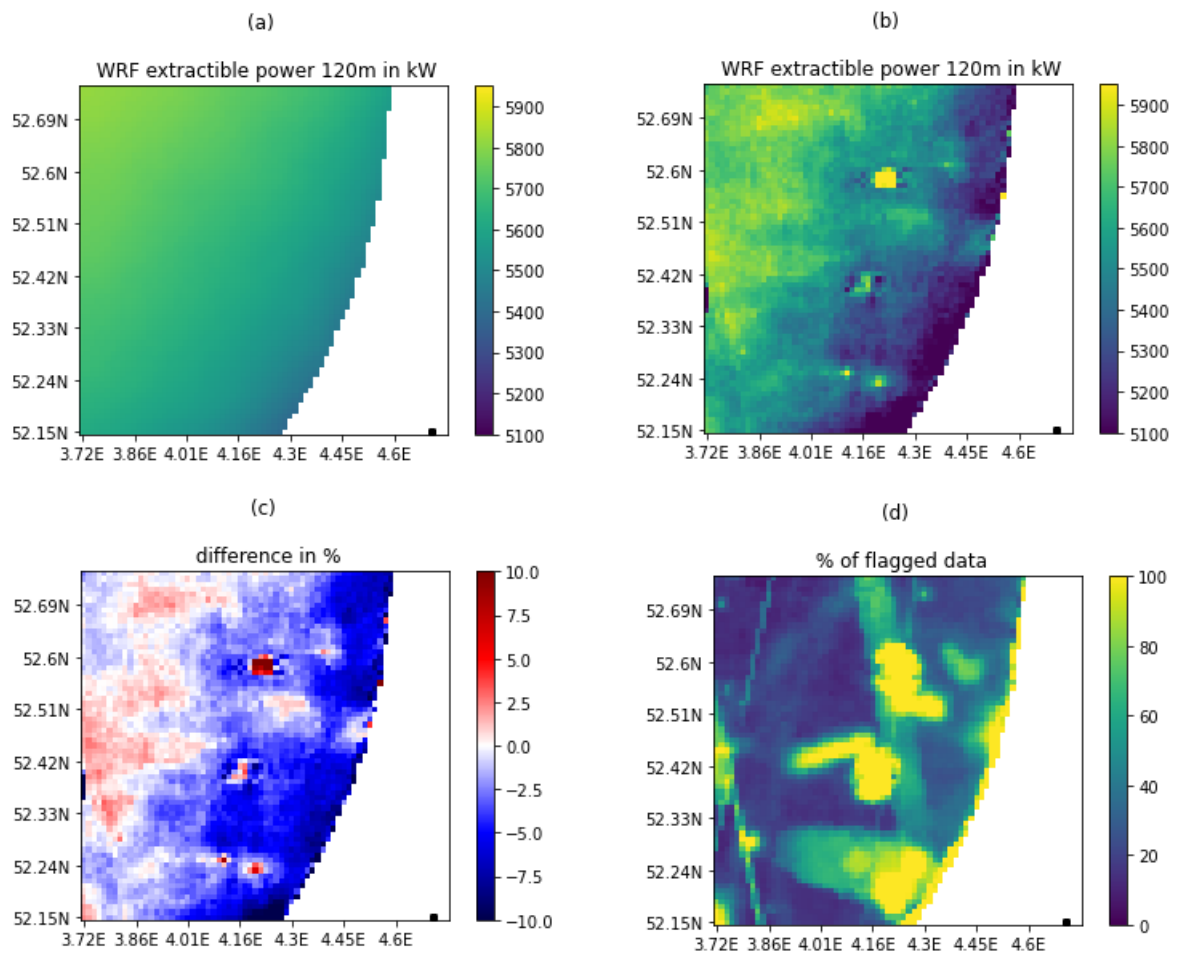 (a)
WRF extractible power 120m in kW
52.69N
52.6N
52.51N
52.42N
52.33N
52.24N
52.15N
3.72E 3.86E 4.01E 4.16E 4.3E 4.45E 4.6E
5900
5800
5700
5600
5500
5400
5300
5200
5100
(b)
WRF extractible power 120m in kW
52.69N
52.6N
52.51N
52.42N
52.33N
52.24N
52.15N
3.72E 3.86E 4.01E 4.16E 4.3E 4.45E 4.6E
5900
5800
5700
5600
5500
5400
5300
5200
5100
(c)
difference in %
52.69N
52.6N
52.51N
52.42N
52.33N
52.24N
52.15N
3.72E 3.86E 4.01E 4.16E 4.3E 4.45E 4.6E
10.0
7.5
5.0
2.5
0.0
−2.5
−5.0
−7.5
−10.0
(d)
% of flagged data
52.69N
52.6N
52.51N
52.42N
52.33N
52.24N
52.15N
3.72E 3.86E 4.01E 4.16E 4.3E 4.45E 4.6E
100
80
60
40
20
0